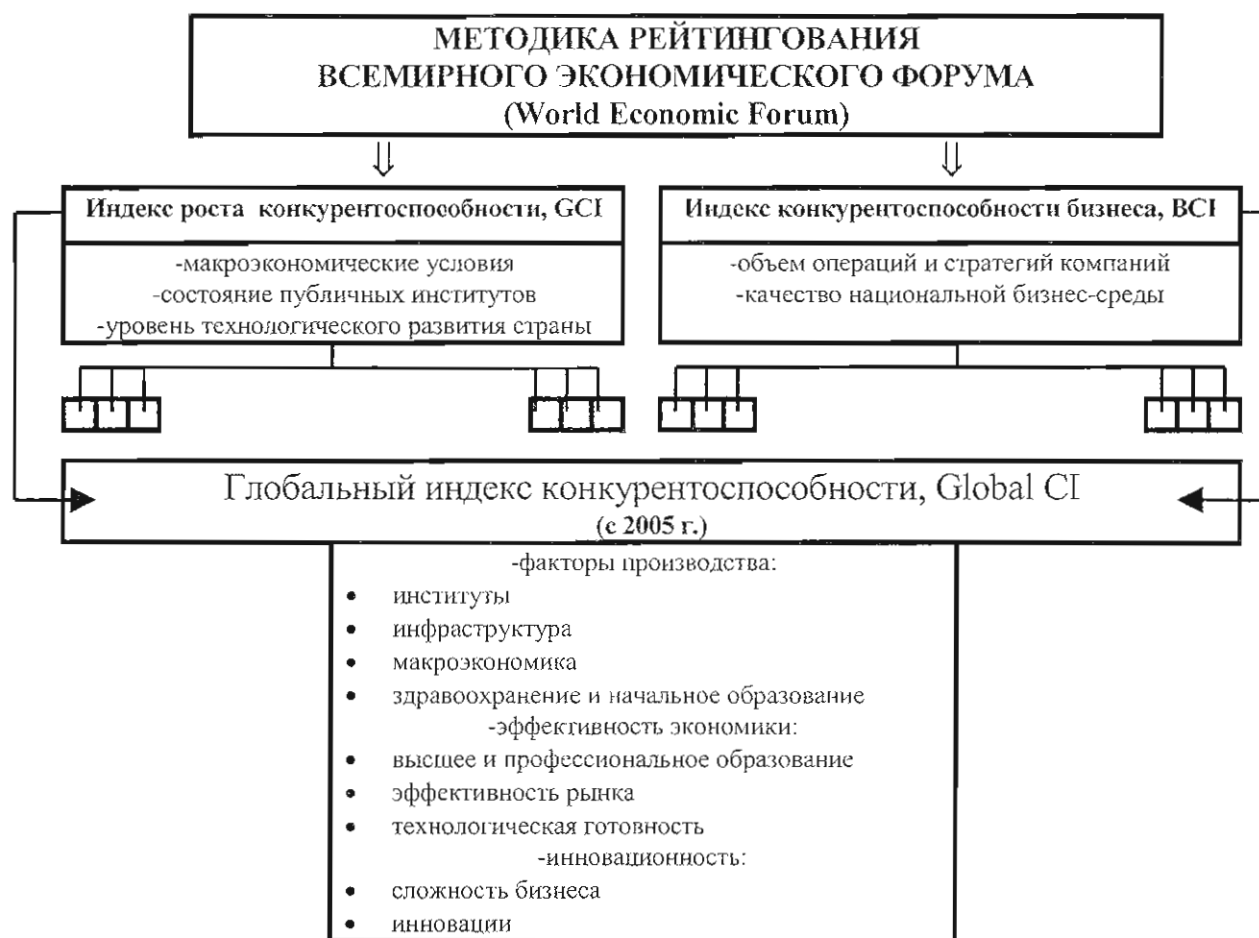 МЕТОДИКА РЕЙТИНГОВАНИЯ
ВСЕМИРНОГО ЭКОНОМИЧЕСКОГО ФОРУМА
(World Economic Forum)
Индекс роста конкурентоспособности, GCI
-макроэкономические условия
-состояние публичных институтов
-уровень технологического развития страны
Индекс конкурентоспособности бизнеса, BCI
-объем операций и стратегий компаний
-качество национальной бизнес-среды
Глобальный индекс конкурентоспособности, Global CI
(с 2005 г.)
-факторы производства:
• институты
• инфраструктура
• макроэкономика
• здравоохранение и начальное образование
-эффективность экономики:
• высшее и профессиональное образование
• эффективность рынка
• технологическая готовность
-инновационность:
• сложность бизнеса
• инновации